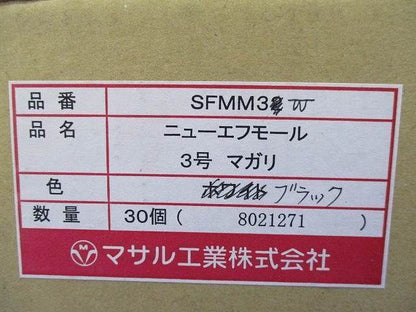 品番 SFMM3 W
品名 ニューエフモール
3号 マガリ
色 ブラック
数量 30個 ( 8021271 )
M マサル工業株式会社